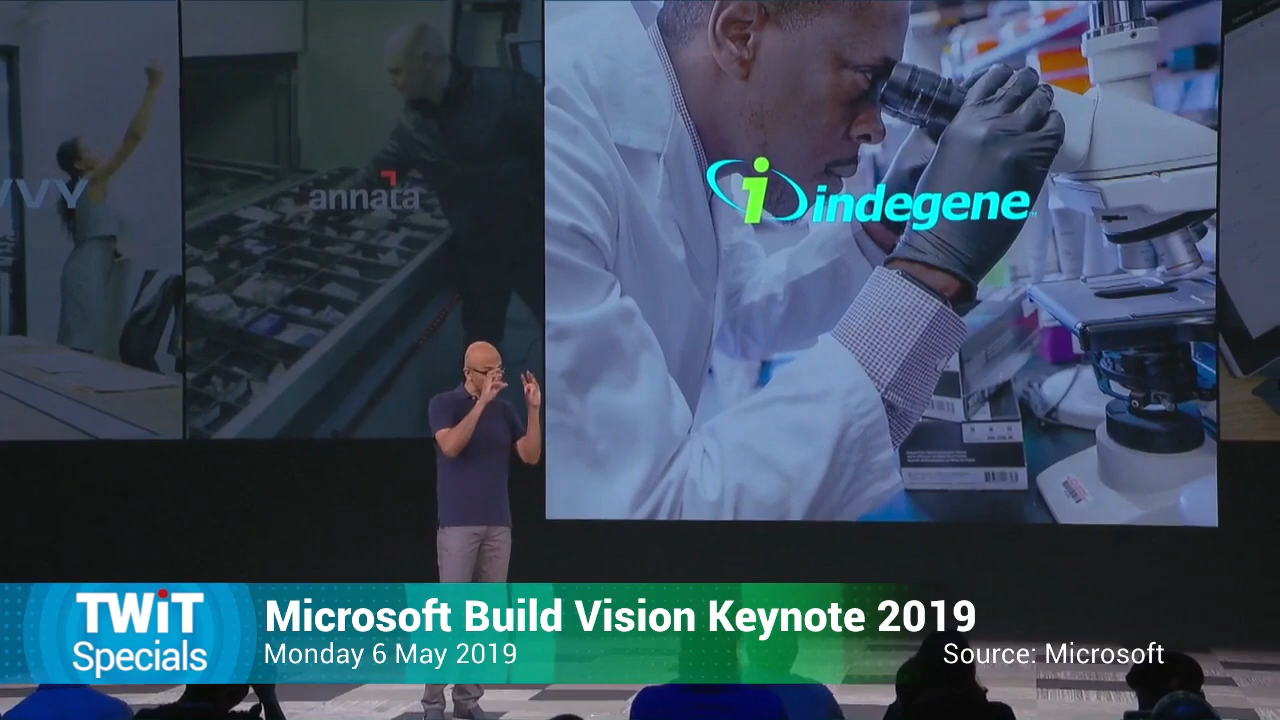 annata
indegene
TWiT
Specials
Microsoft Build Vision Keynote 2019
Monday 6 May 2019
Source: Microsoft